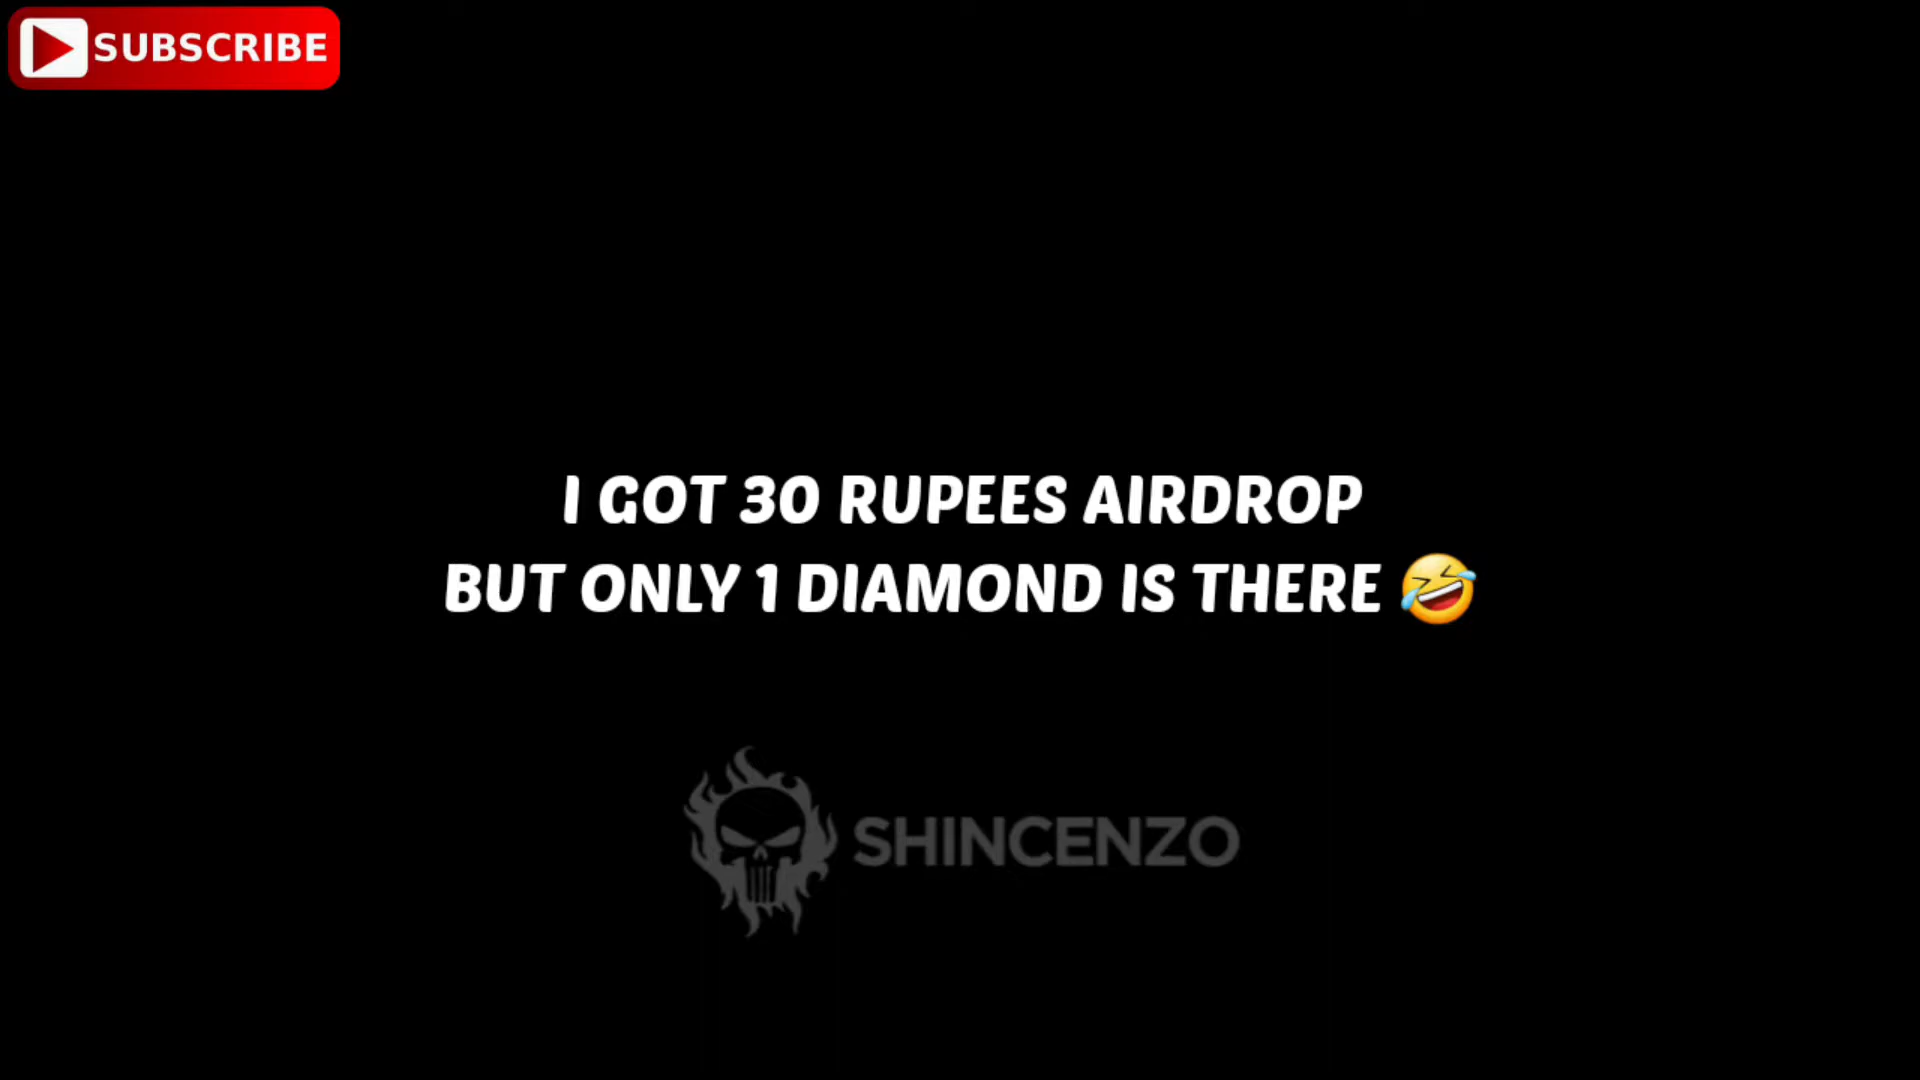 SUBSCRIBE
I GOT 30 RUPEES AIRDROP
BUT ONLY 1 DIAMOND IS THERE 🤣
SHINCENZO